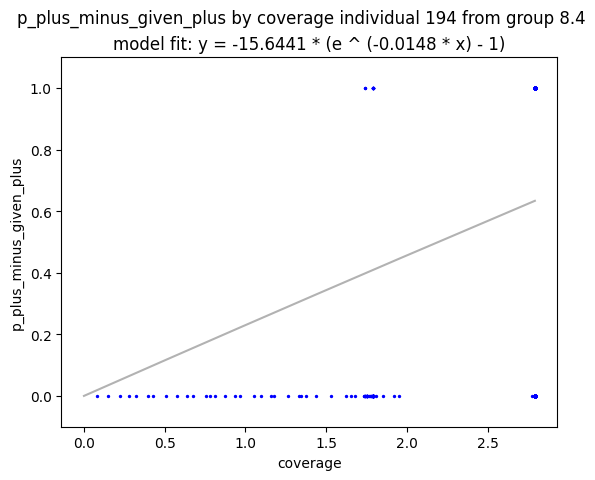 p_plus_minus_given_plus by coverage individual 194 from group 8.4
model fit: y = -15.6441 * (e ^ (-0.0148 * x) - 1)
1.0
0.8
0.6
0.4
0.2
0.0
p_plus_minus_given_plus
0.0 0.5 1.0 1.5 2.0 2.5
coverage